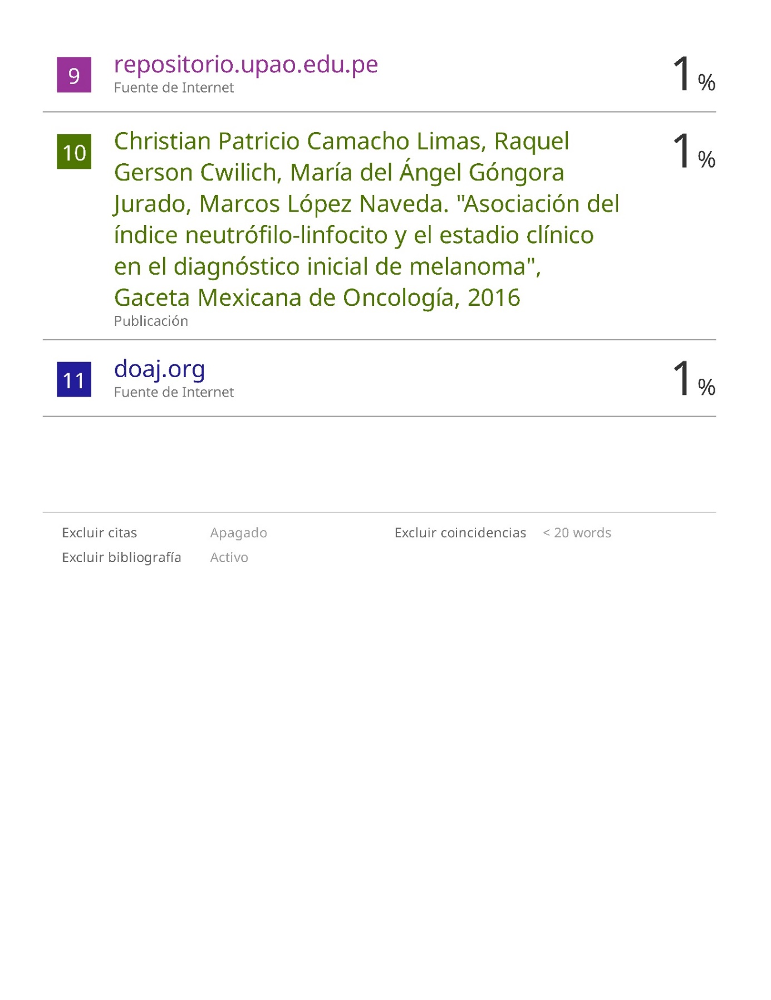 9
repositorio.upao.edu.pe
Fuente de Internet
1%
10
Christian Patricio Camacho Limas, Raquel
Gerson Cwilich, María del Ángel Góngora
Jurado, Marcos López Naveda. "Asociación del
índice neutrófilo-linfocito y el estadio clínico
en el diagnóstico inicial de melanoma",
Gaceta Mexicana de Oncología, 2016
Publicación
1%
11
doaj.org
Fuente de Internet
1%
Excluir citas Apagado
Excluir coincidencias < 20 words
Excluir bibliografía Activo